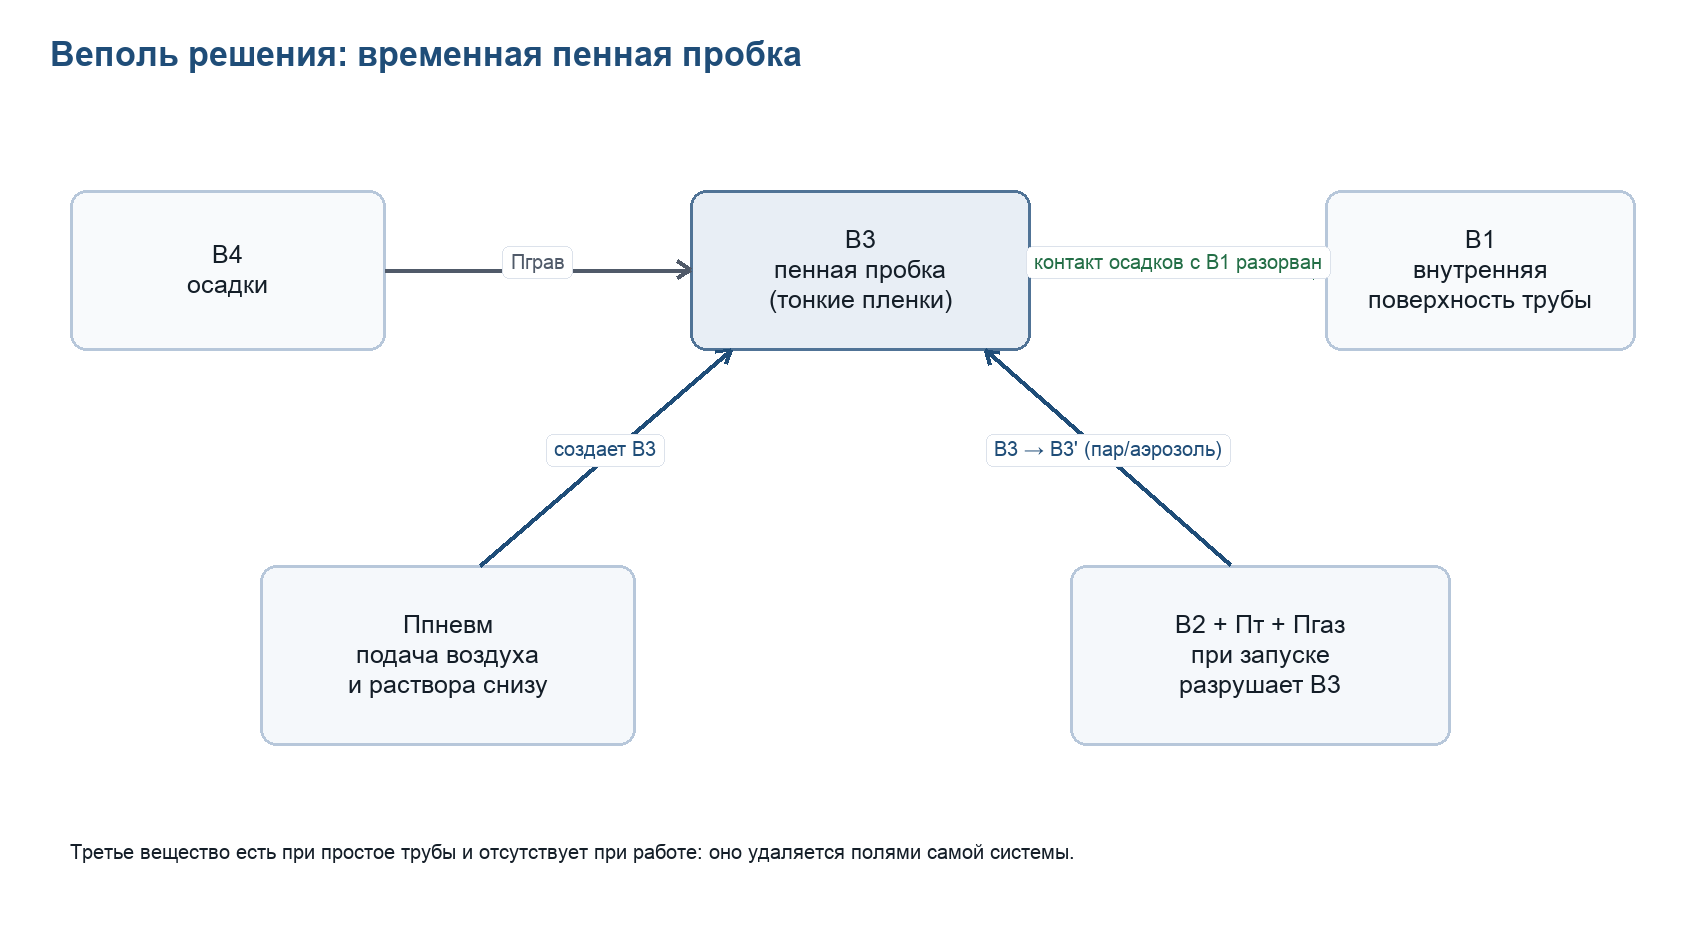 Веполь решения: временная пенная пробка
В4
осадки
Пграв
В3
пенная пробка
(тонкие пленки)
контакт осадков с В1 разорван
В1
внутренняя
поверхность трубы
создает В3
В3 → В3' (пар/аэрозоль)
Ппневм
подача воздуха
и раствора снизу
В2 + Пт + Пгаз
при запуске
разрушает В3
Третье вещество есть при простое трубы и отсутствует при работе: оно удаляется полями самой системы.